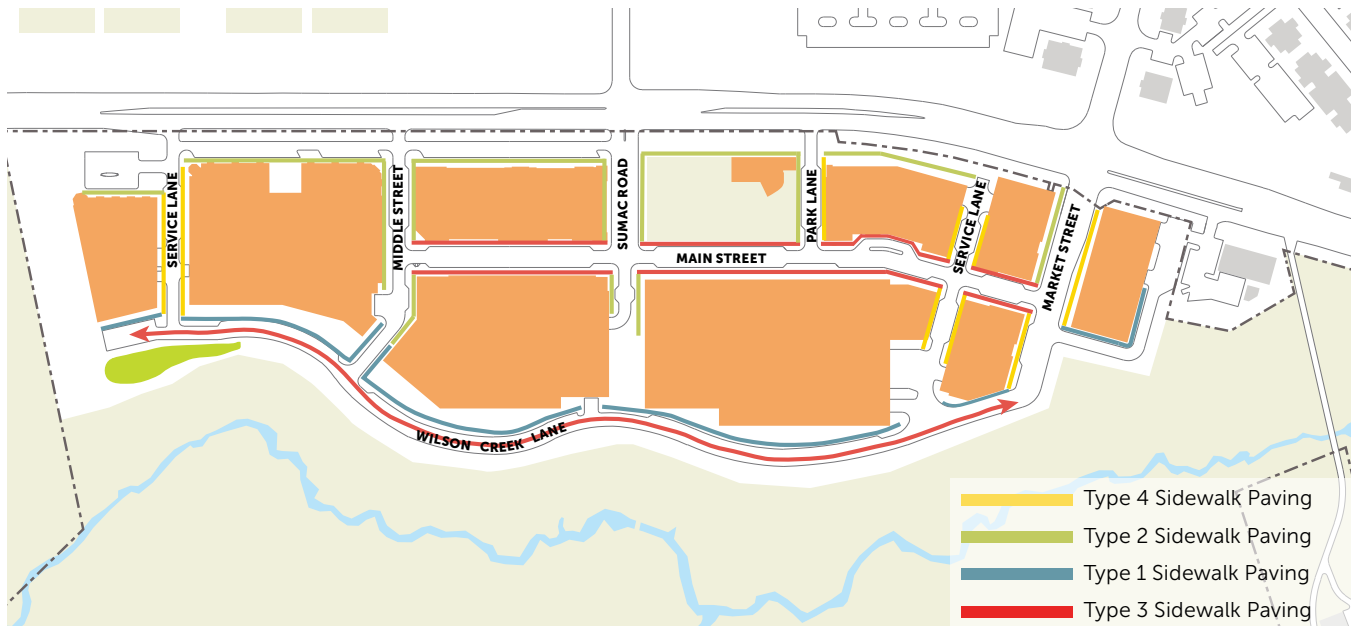 SERVICE LANE
MIDDLE STREET
SUMAC ROAD
PARK LANE
SERVICE LANE
MARKET STREET
MAIN STREET
WILSON CREEK LANE
Type 4 Sidewalk Paving
Type 2 Sidewalk Paving
Type 1 Sidewalk Paving
Type 3 Sidewalk Paving